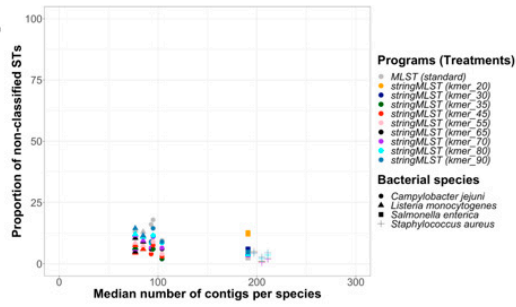 100
75
50
25
0
Proportion of non-classified STs
0
100
200
300
Median number of contigs per species
Programs (Treatments)
MLST (standard)
stringMLST (kmer_20)
stringMLST (kmer_30)
stringMLST (kmer_35)
stringMLST (kmer_45)
stringMLST (kmer_55)
stringMLST (kmer_65)
stringMLST (kmer_70)
stringMLST (kmer_80)
stringMLST (kmer_90)
Bacterial species
Campylobacter jejuni
Listeria monocytogenes
Salmonella enterica
Staphylococcus aureus